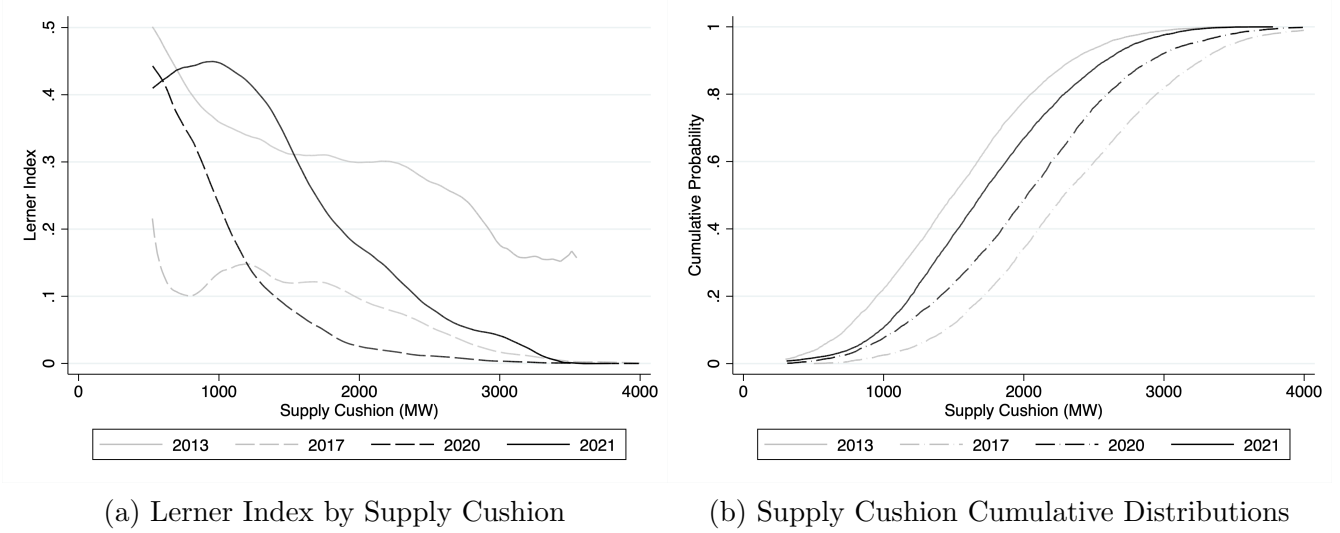 .5
.4
.3
.2
.1
0
Lerner Index
0 1000 2000 3000 4000
Supply Cushion (MW)
2013 2017 2020 2021
(a) Lerner Index by Supply Cushion
1
.8
.6
.4
.2
0
Cumulative Probability
0 1000 2000 3000 4000
Supply Cushion (MW)
2013 2017 2020 2021
(b) Supply Cushion Cumulative Distributions